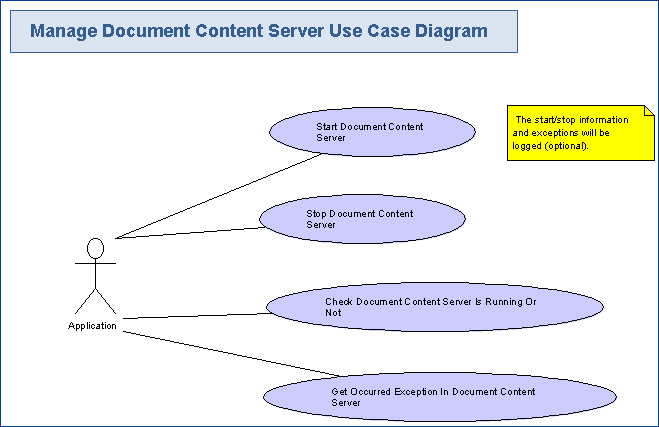 Manage Document Content Server Use Case Diagram
Start Document Content
Server
The start/stop information
and exceptions will be
logged (optional).
Stop Document Content
Server
Check Document Content Server Is Running Or
Not
Application
Get Occurred Exception In Document Content
Server